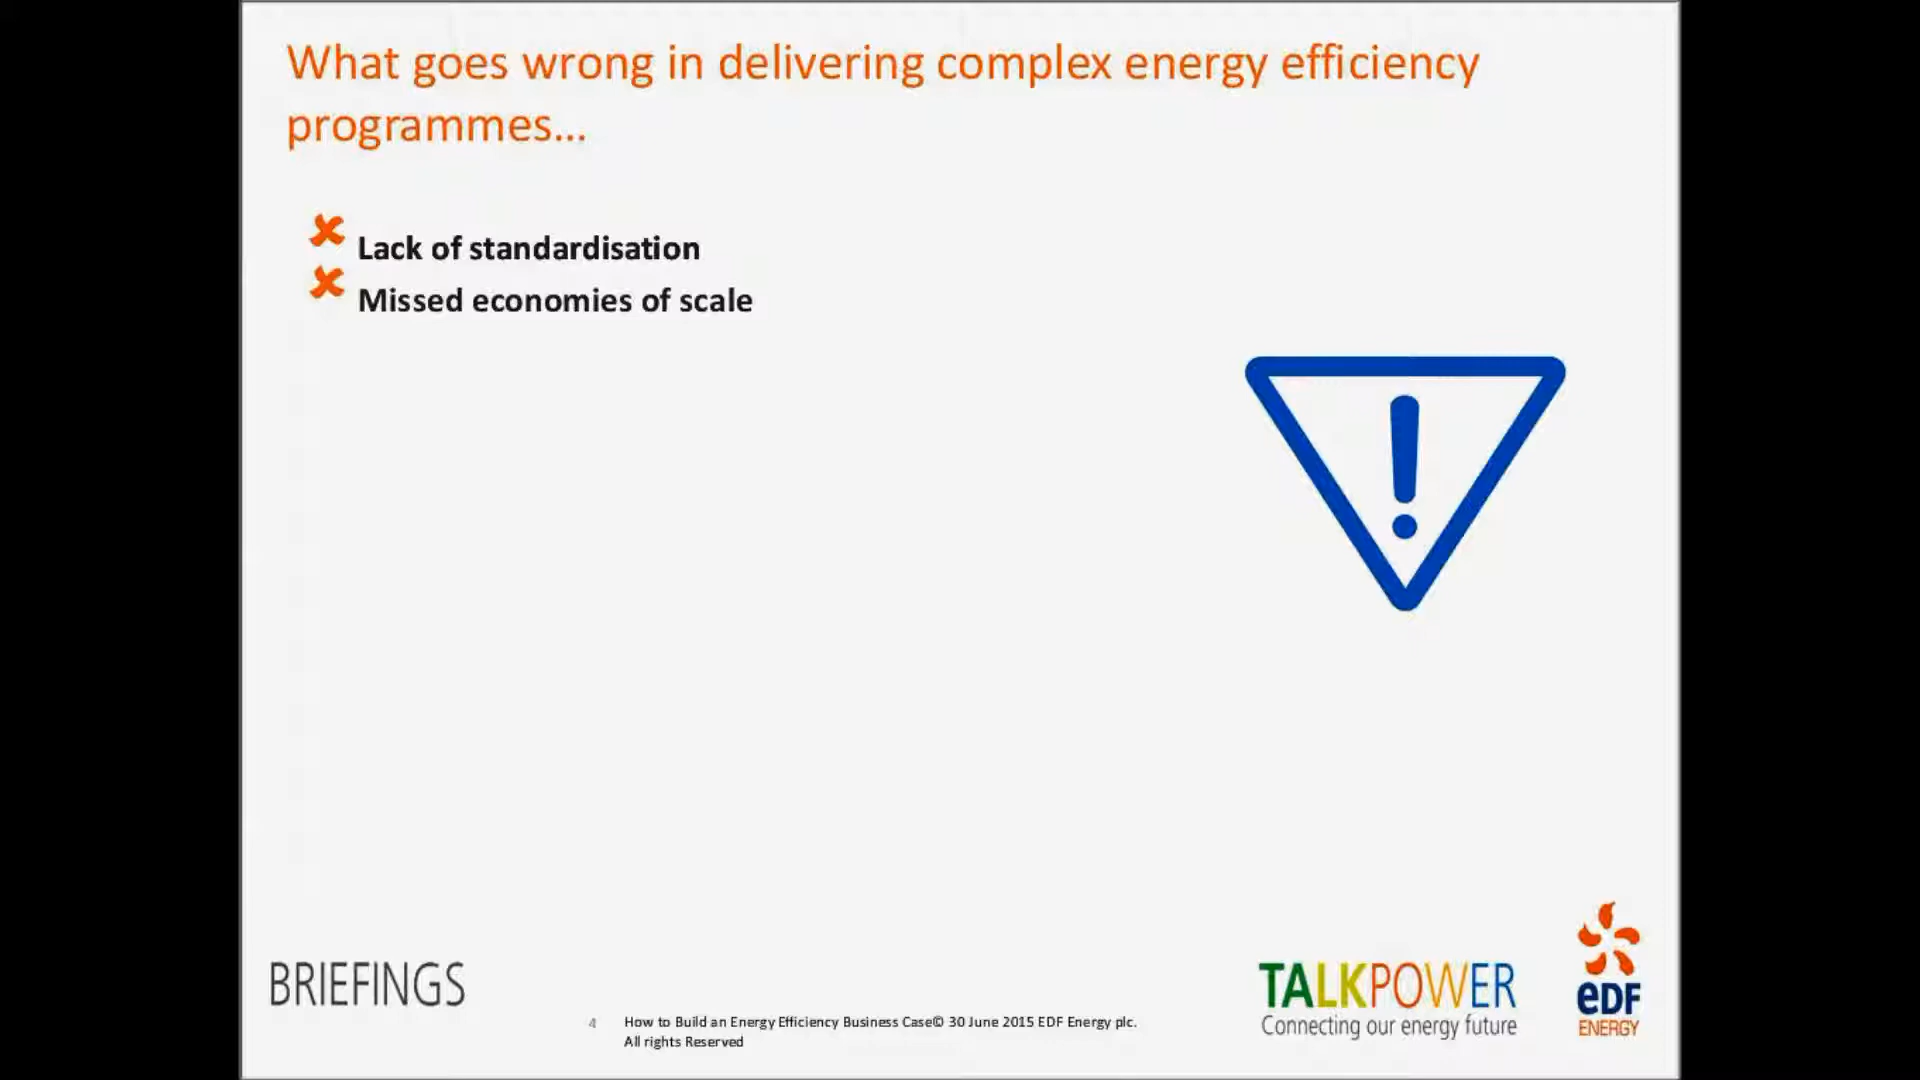 What goes wrong in delivering complex energy efficiency
programmes...
Lack of standardisation
Missed economies of scale
!
BRIEFINGS
4
How to Build an Energy Efficiency Business Case© 30 June 2015 EDF Energy plc.
All rights Reserved
TALKPOWER
Connecting our energy future
eDF
ENERGY